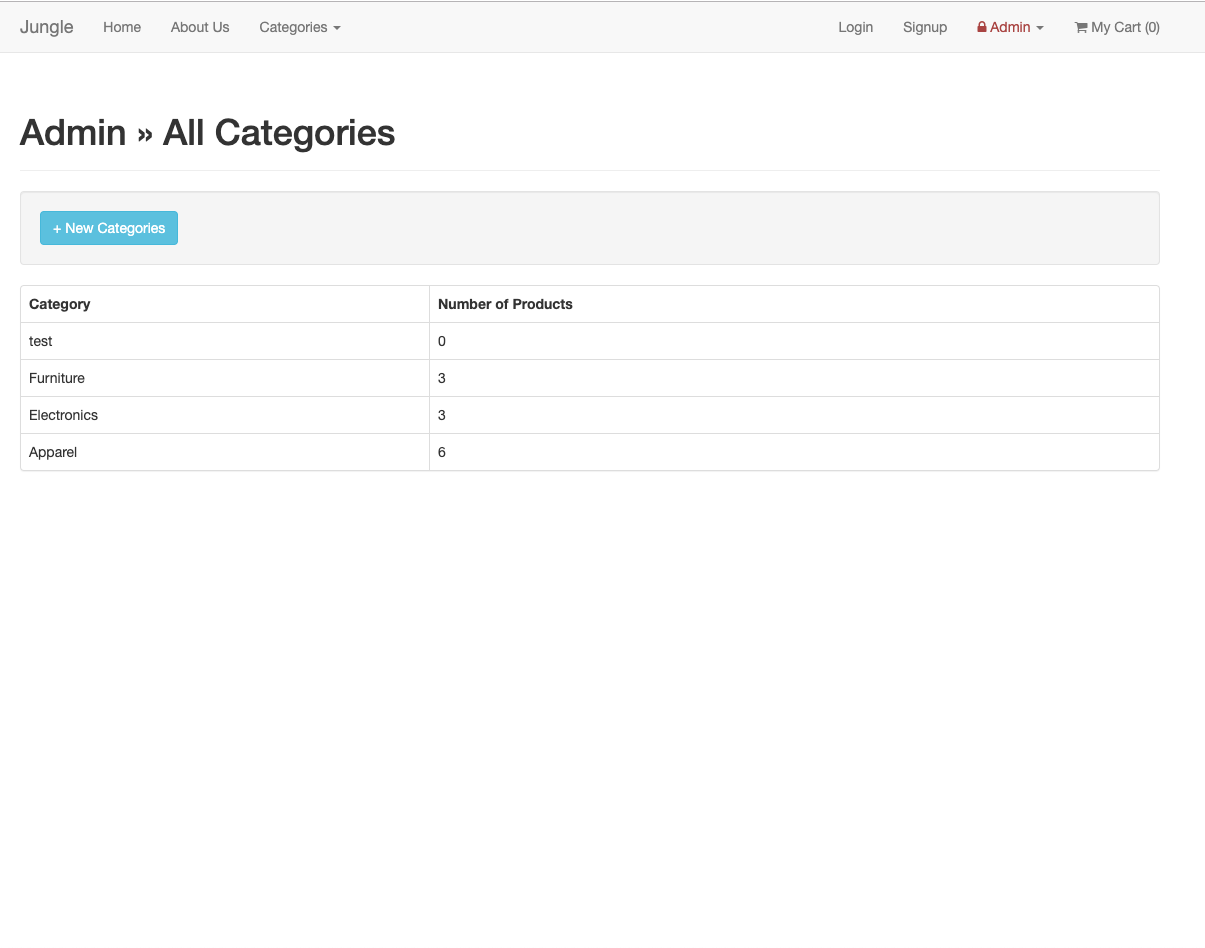 Jungle Home About Us Categories Login Signup Admin My Cart (0)
Admin » All Categories
+ New Categories
Category Number of Products
test 0
Furniture 3
Electronics 3
Apparel 6